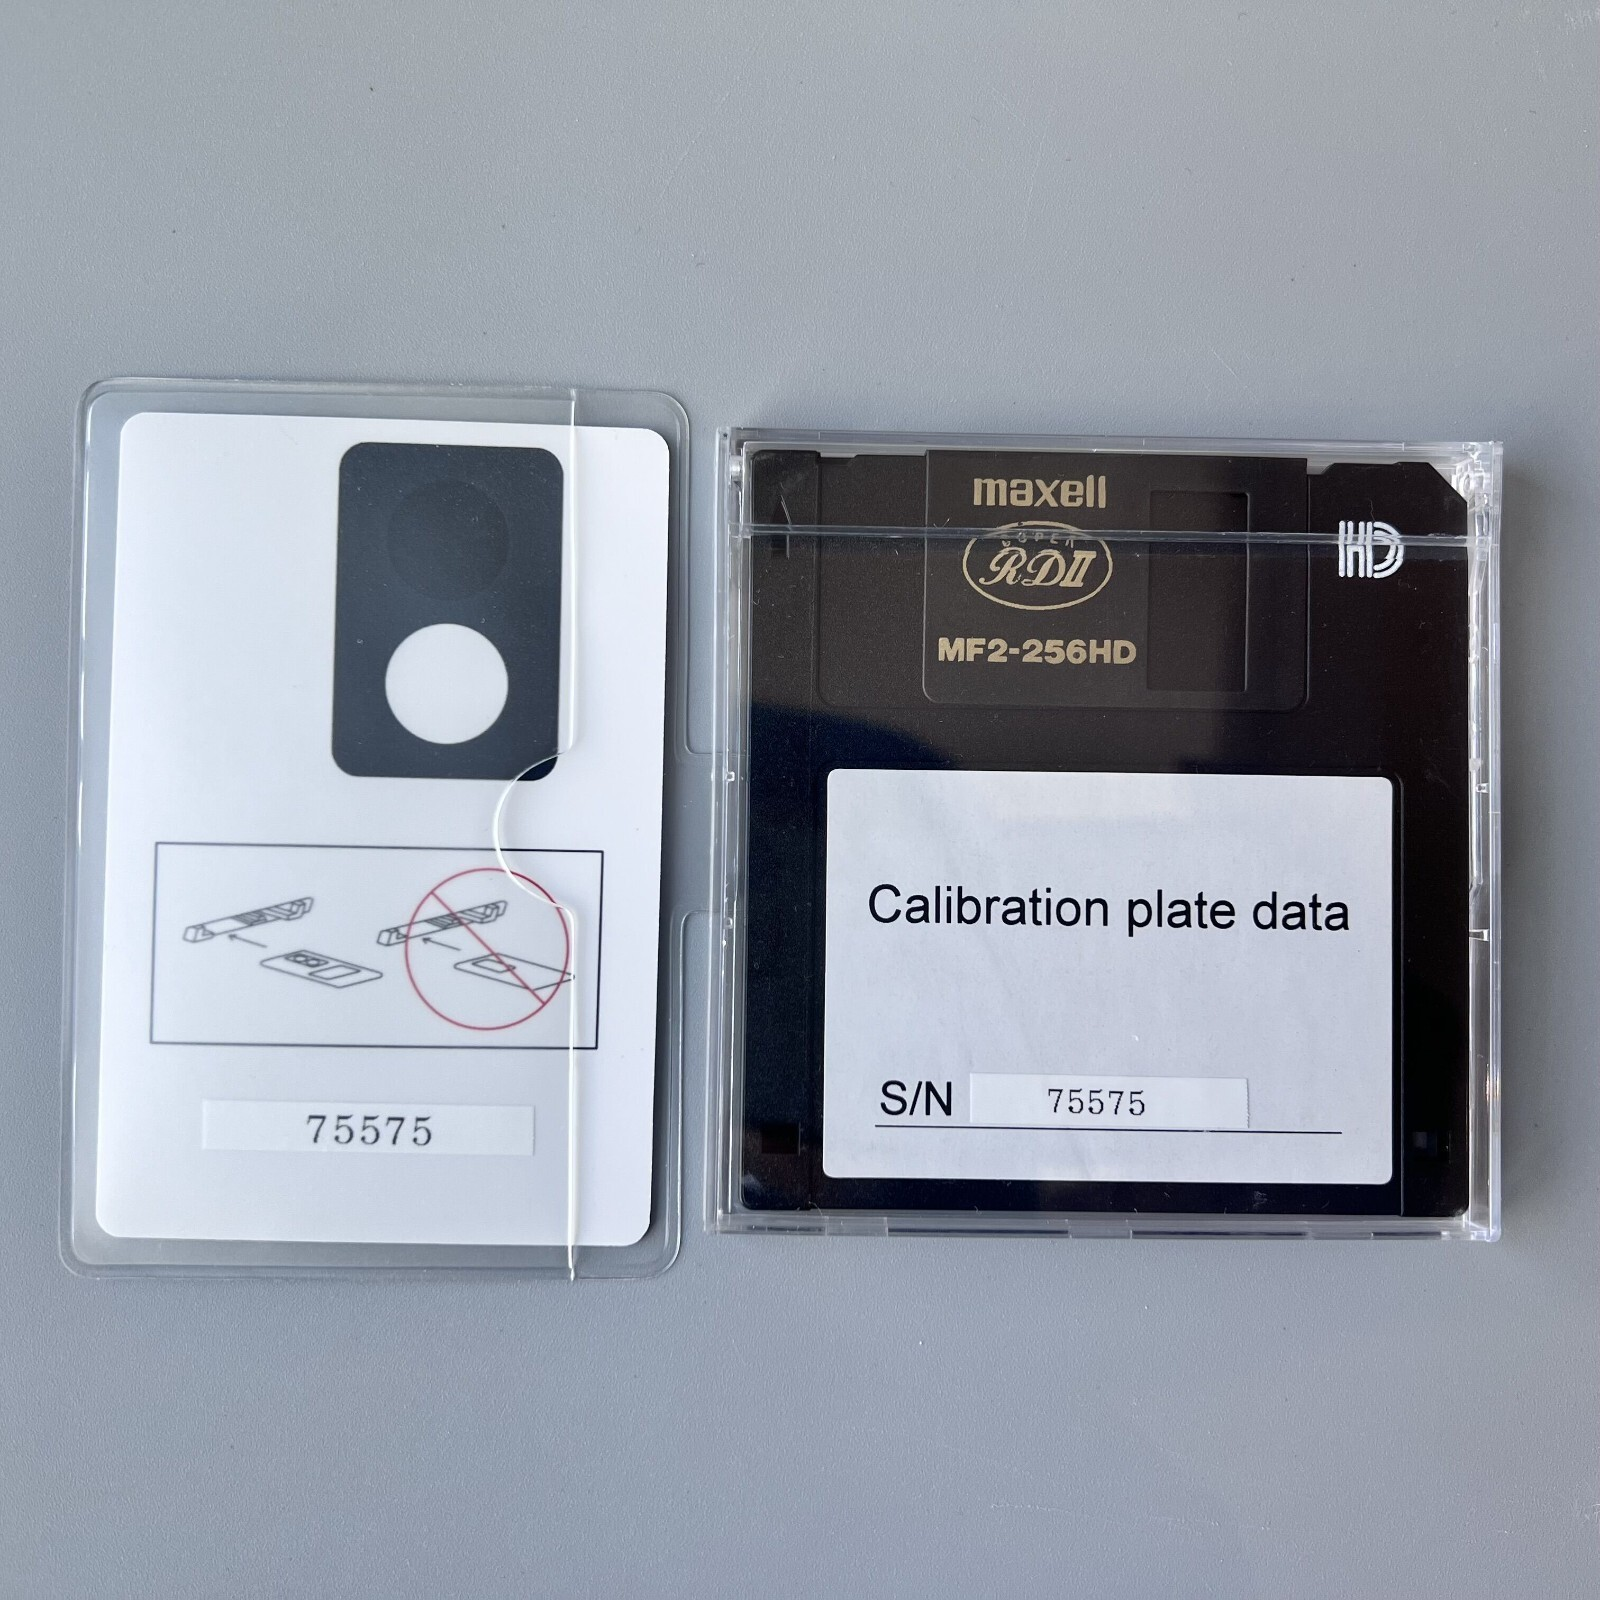 75575
maxell
SUPER
RDII
MF2-256HD
HD
Calibration plate data
S/N 75575